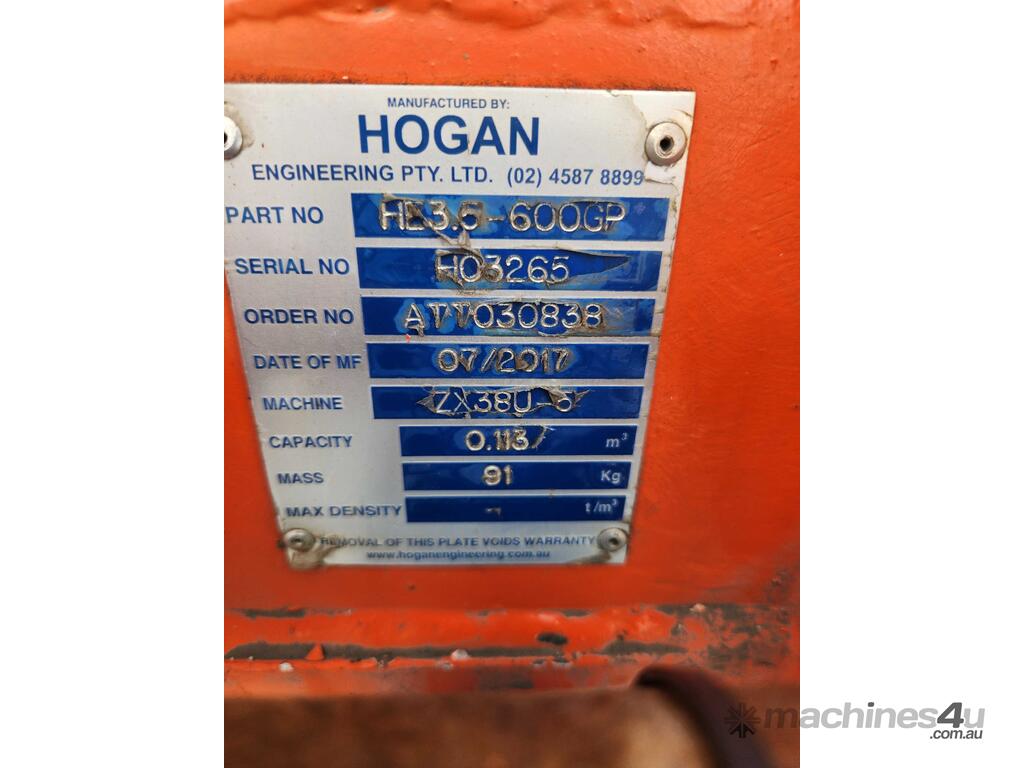 MANUFACTURED BY:
HOGAN
ENGINEERING PTY. LTD. (02) 4587 8899
PART NO HE3.5-600GP
SERIAL NO H03265
ORDER NO ATT030838
DATE OF MF 07/2017
MACHINE ZX38U-5
CAPACITY 0.113 m³
MASS 91 Kg
MAX DENSITY - t/m³
REMOVAL OF THIS PLATE VOIDS WARRANTY
www.hoganengineering.com.au
machines4u
.com.au